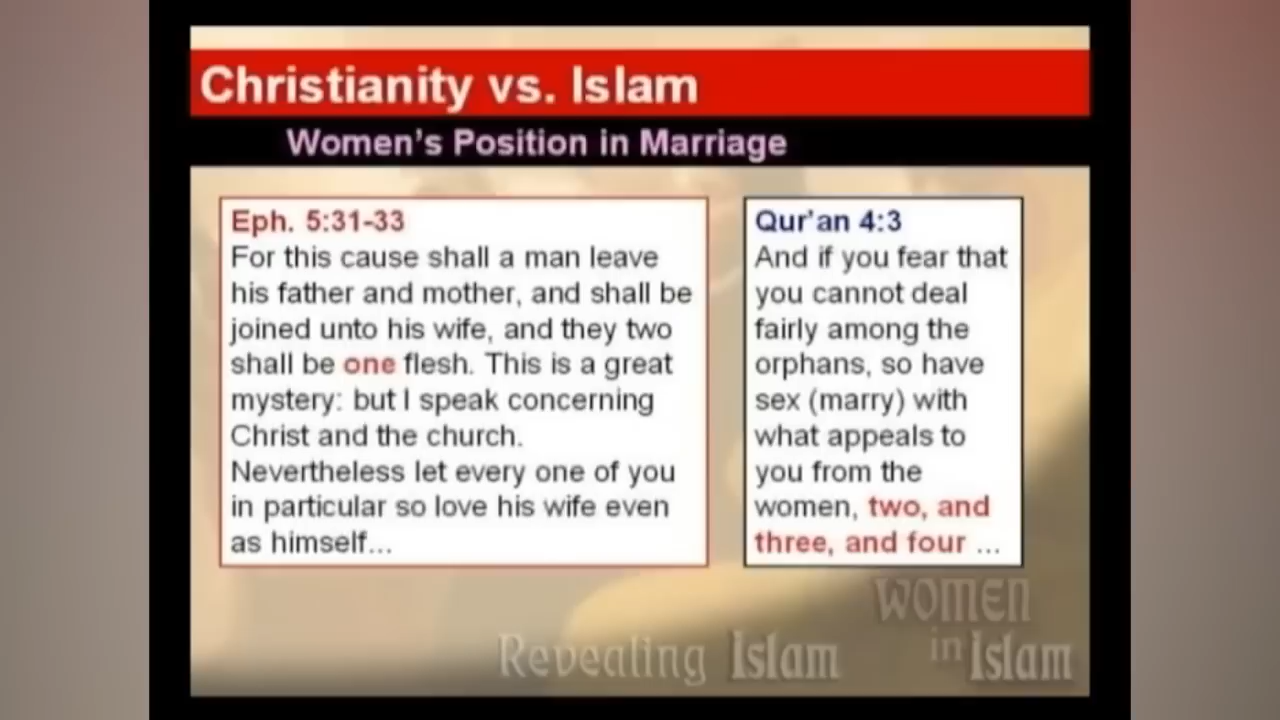 Christianity vs. Islam
Women's Position in Marriage
Eph. 5:31-33
For this cause shall a man leave
his father and mother, and shall be
joined unto his wife, and they two
shall be one flesh. This is a great
mystery: but I speak concerning
Christ and the church.
Nevertheless let every one of you
in particular so love his wife even
as himself...
Qur'an 4:3
And if you fear that
you cannot deal
fairly among the
orphans, so have
sex (marry) with
what appeals to
you from the
women, two, and
three, and four ...
Revealing Islam
WOMEN
in Islam